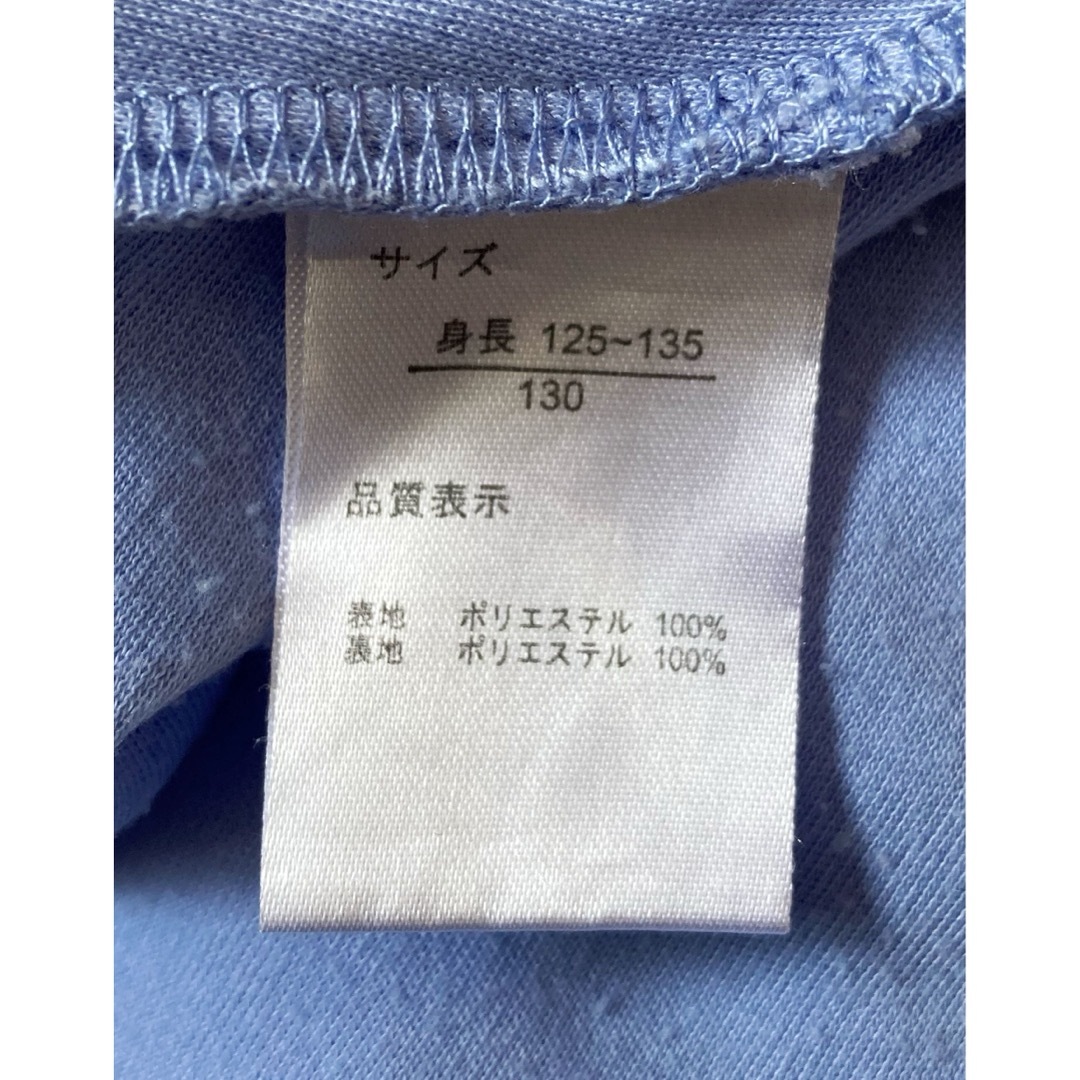 サイズ
身長 125~135
130
品質表示
表地 ポリエステル 100%
裏地 ポリエステル 100%